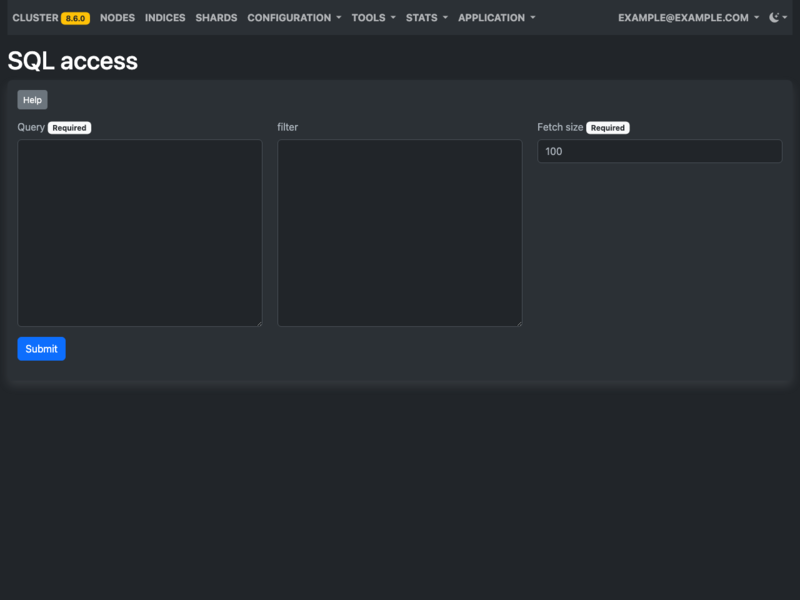 CLUSTER 8.6.0 NODES INDICES SHARDS CONFIGURATION TOOLS STATS APPLICATION EXAMPLE@EXAMPLE.COM
SQL access
Help
Query Required filter Fetch size Required
100
Submit